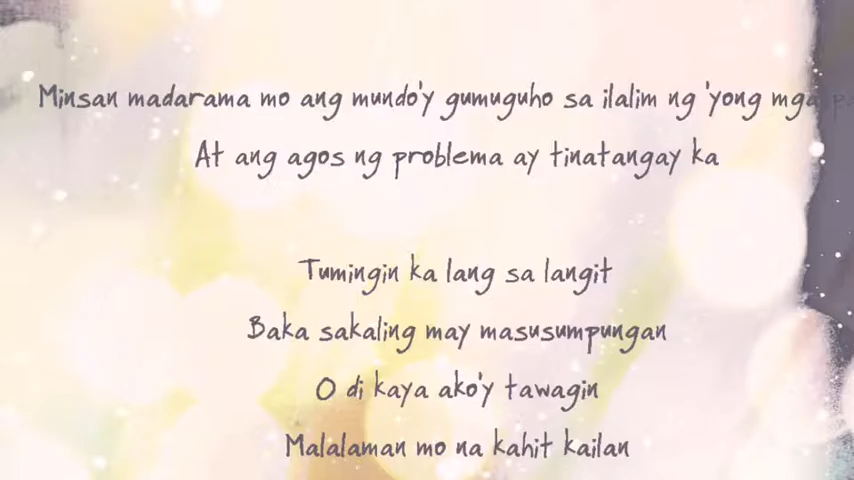 Minsan madarama mo ang mundo'y gumuguho sa ilalim ng 'yong mga
At ang agos ng problema ay tinatangay ka
Tumingin ka lang sa langit
Baka sakaling may masusumpungan
O di kaya ako'y tawagin
Malalaman mo na kahit kailan